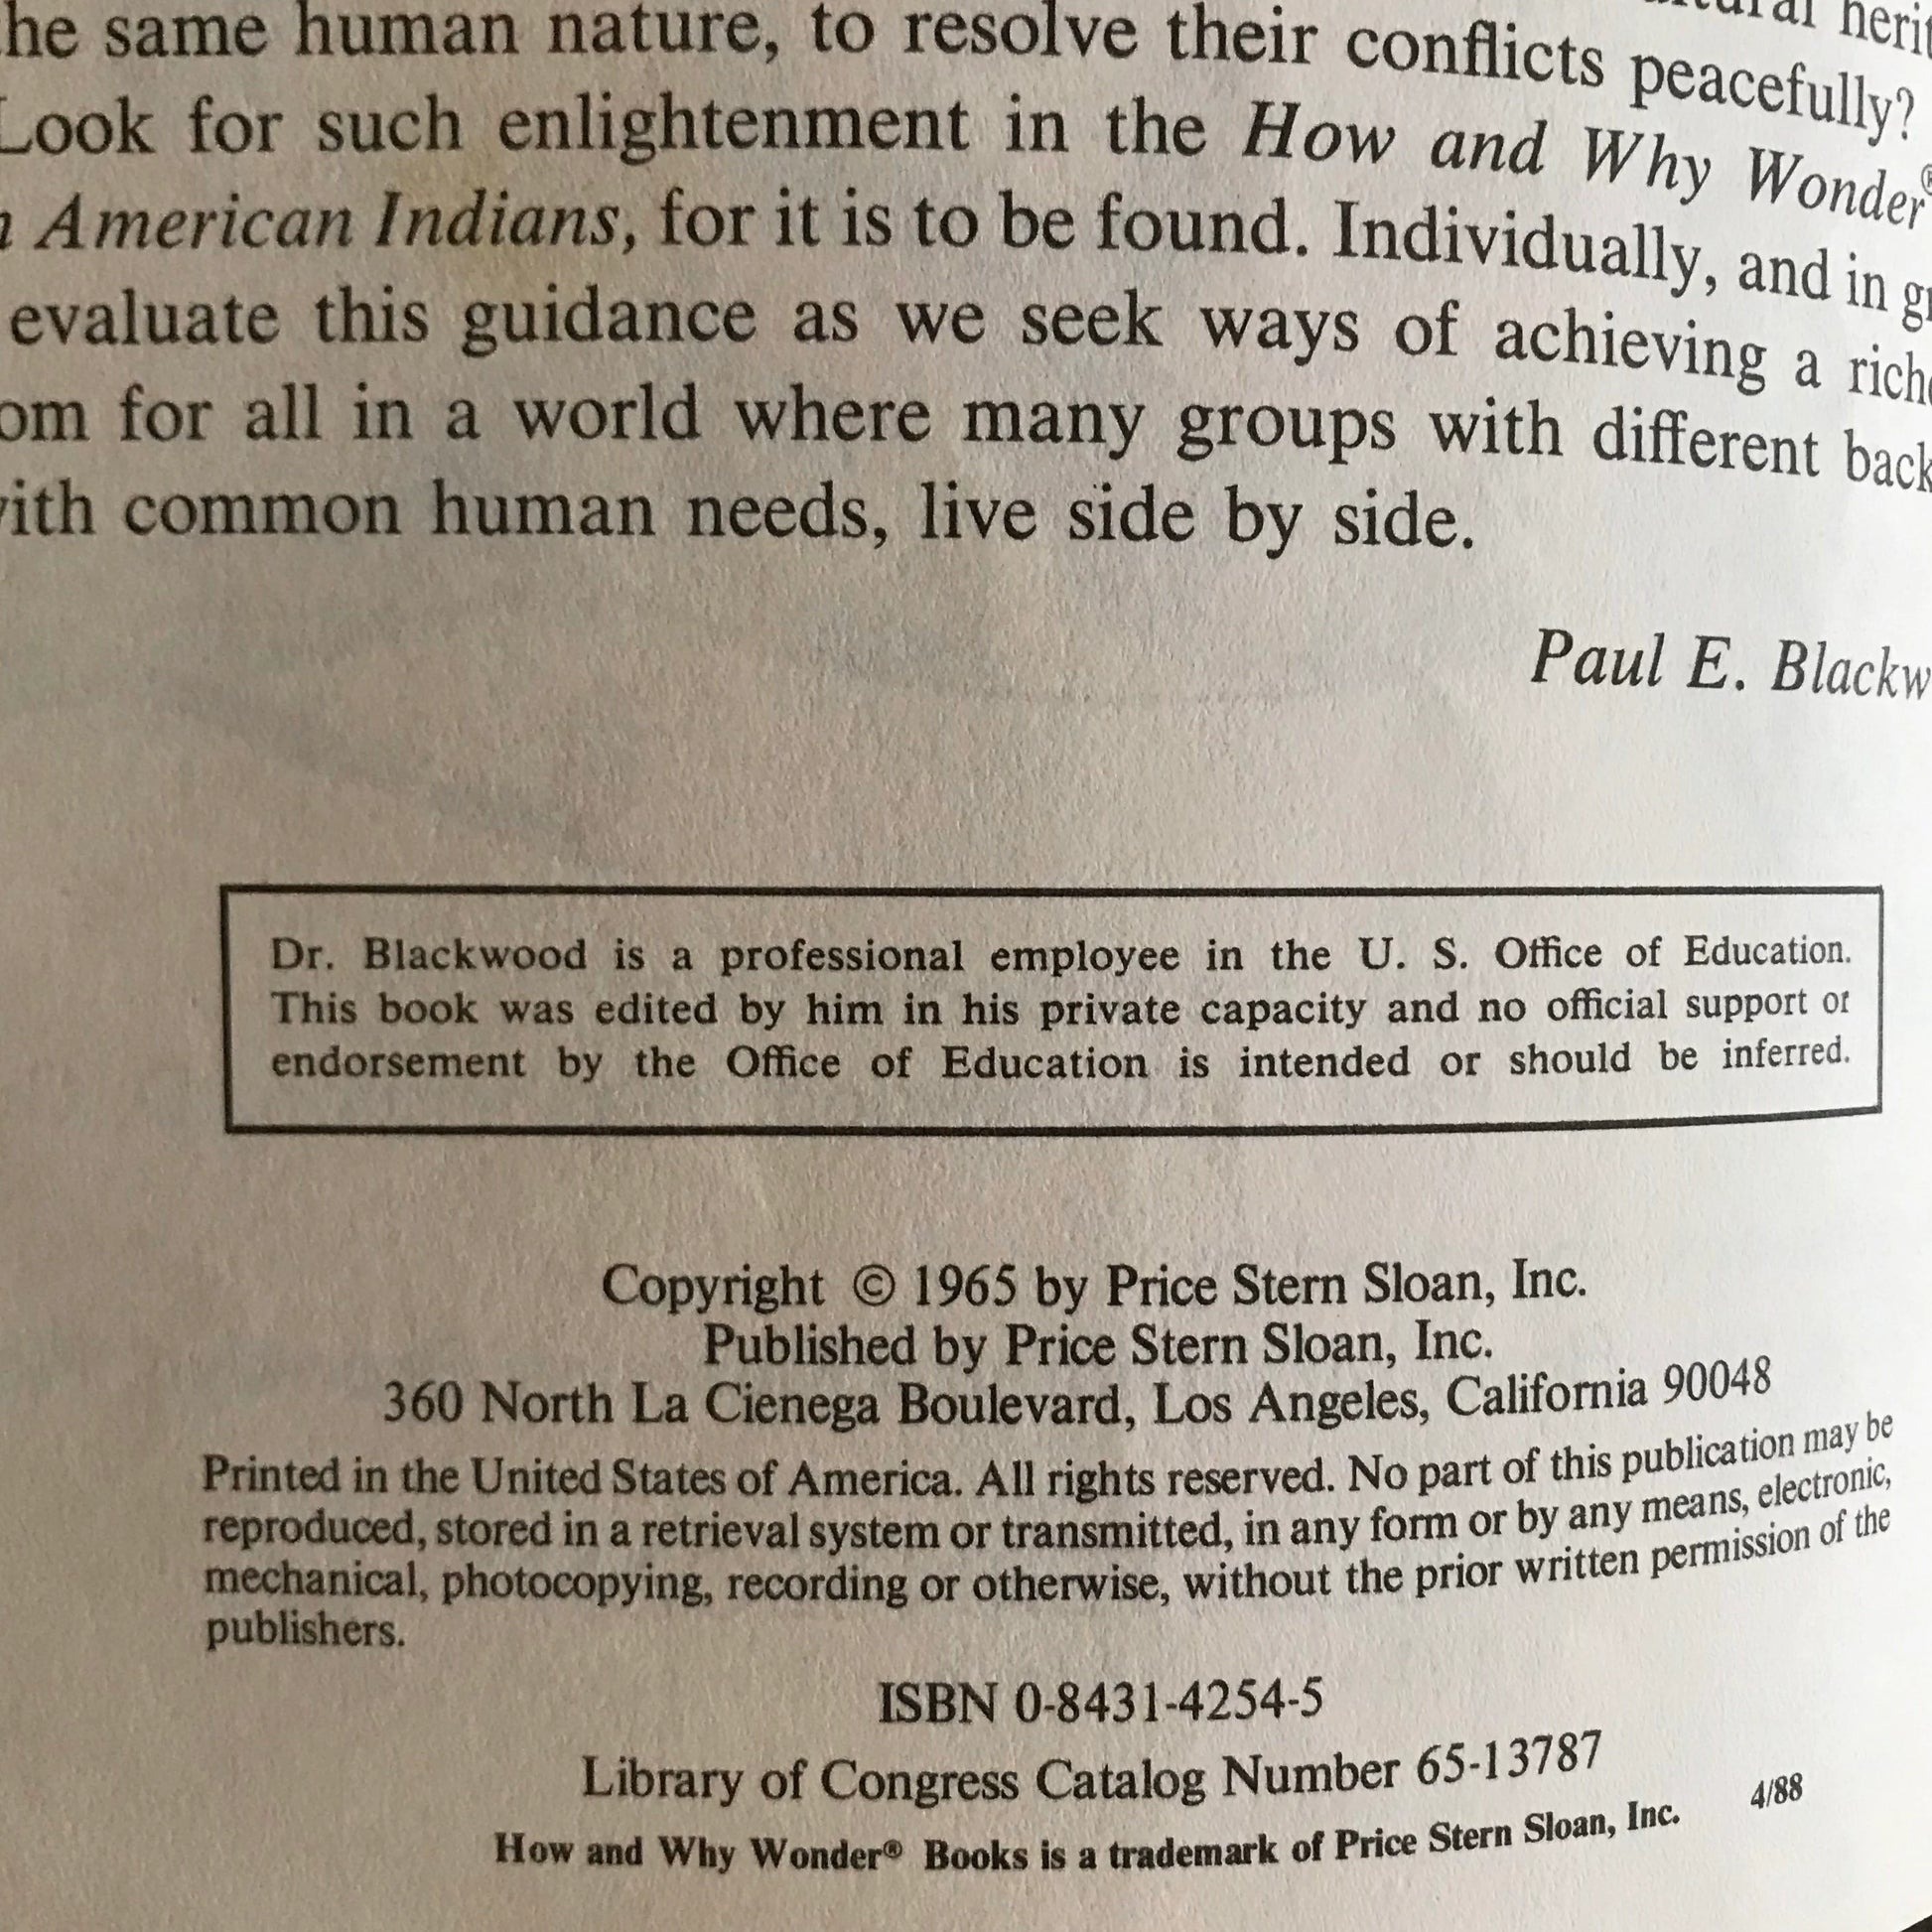 the same human nature, to resolve their conflicts peacefully?
Look for such enlightenment in the How and Why Wonder®
American Indians, for it is to be found. Individually, and in
evaluate this guidance as we seek ways of achieving a
for all in a world where many groups with different
with common human needs, live side by side.
Paul E.
Dr. Blackwood is a professional employee in the U. S. Office of Education.
This book was edited by him in his private capacity and no official support or
endorsement by the Office of Education is intended or should be inferred.
Copyright © 1965 by Price Stern Sloan, Inc.
Published by Price Stern Sloan, Inc.
360 North La Cienega Boulevard, Los Angeles, California 90048
Printed in the United States of America. All rights reserved. No part of this publication may be
reproduced, stored in a retrieval system or transmitted, in any form or by any means, electronic,
mechanical, photocopying, recording or otherwise, without the prior written permission of the
publishers.
ISBN 0-8431-4254-5
Library of Congress Catalog Number 65-13787
4/88
How and Why Wonder® Books is a trademark of Price Stern Sloan, Inc.